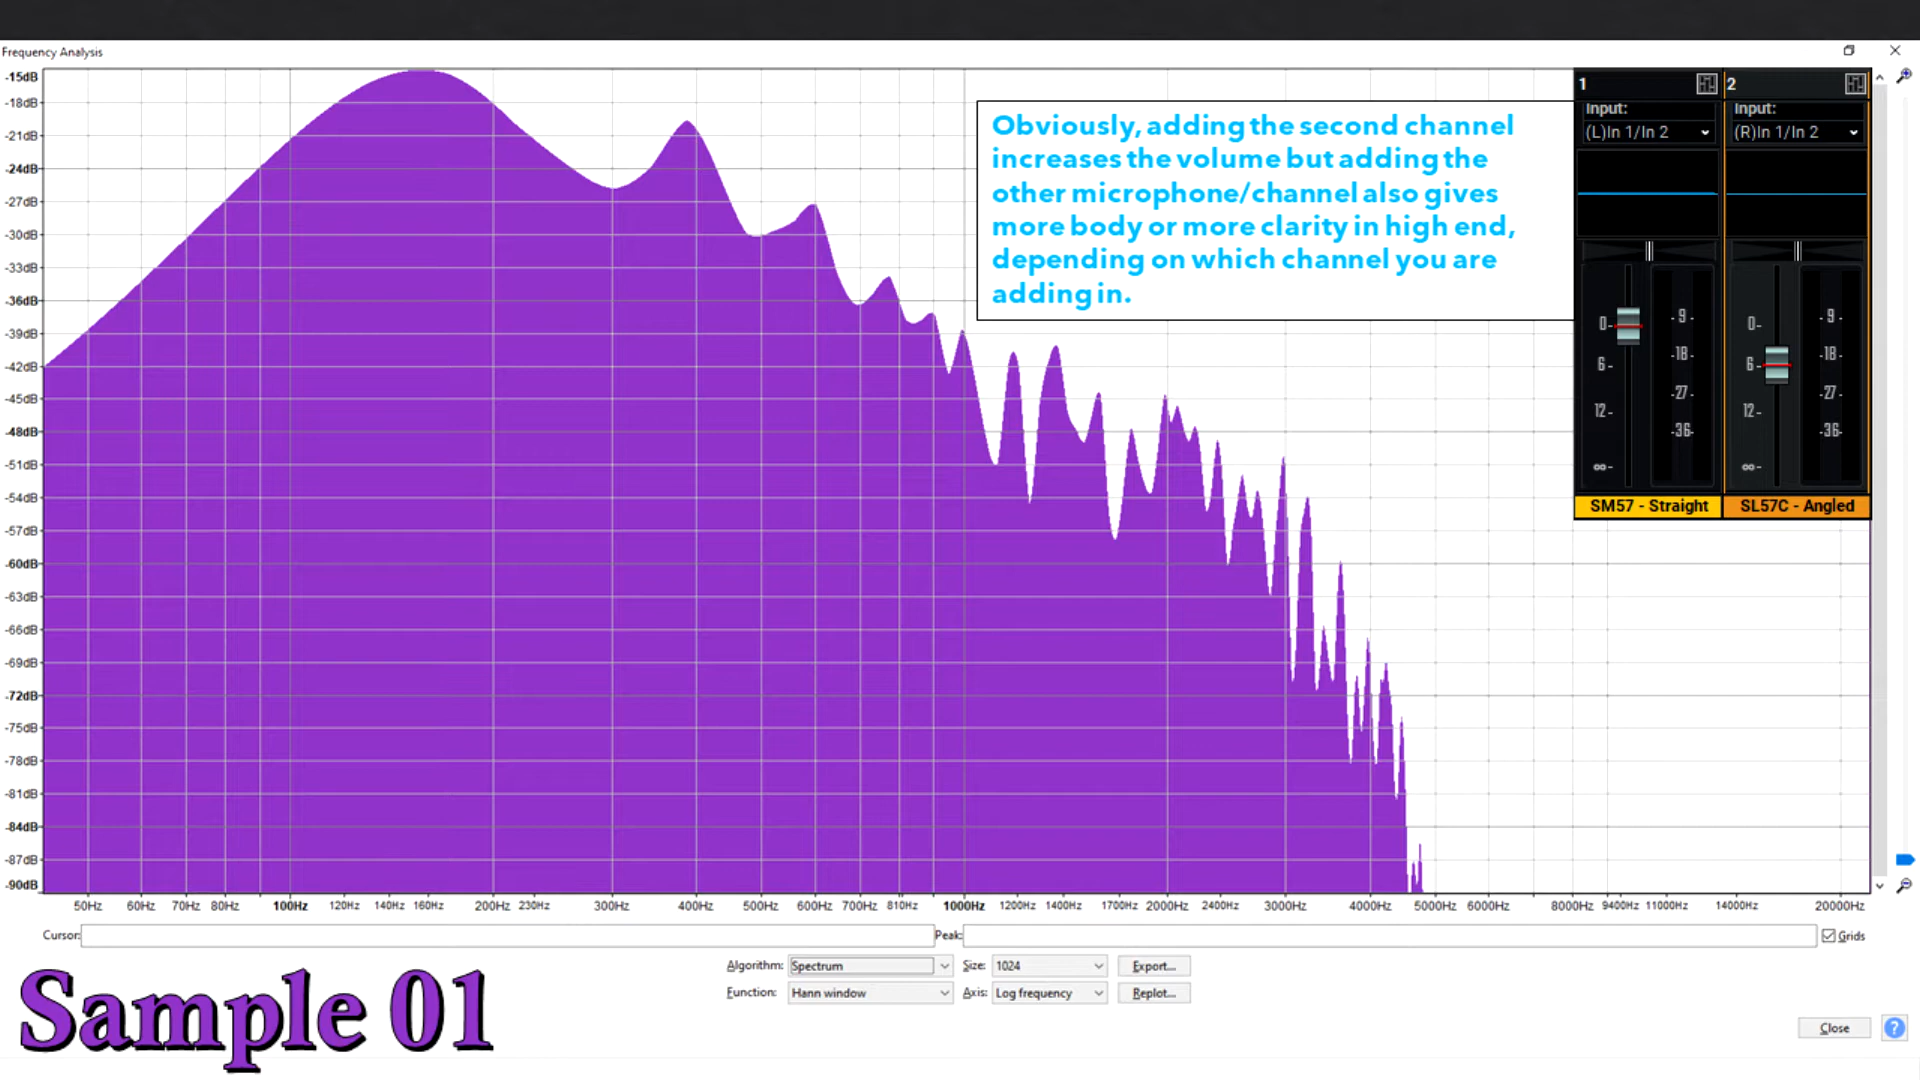 Frequency Analysis
-15dB
-18dB
-21dB
-24dB
-27dB
-30dB
-33dB
-36dB
-39dB
-42dB
-45dB
-48dB
-51dB
-54dB
-57dB
-60dB
-63dB
-66dB
-69dB
-72dB
-75dB
-78dB
-81dB
-84dB
-87dB
-90dB
Obviously, adding the second channel
increases the volume but adding the
other microphone/channel also gives
more body or more clarity in high end,
depending on which channel you are
adding in.
1 2
Input: Input:
(L)In 1/In 2 (R)In 1/In 2
0- -9- 0- -9-
6- -18- 6- -18-
-27- -27-
12- -36- 12- -36-
∞- ∞-
SM57 - Straight SL57C - Angled
50Hz 60Hz 70Hz 80Hz 100Hz 120Hz 140Hz 160Hz 200Hz 230Hz 300Hz 400Hz 500Hz 600Hz 700Hz 810Hz 1000Hz 1200Hz 1400Hz 1700Hz 2000Hz 2400Hz 3000Hz 4000Hz 5000Hz 6000Hz 8000Hz 9400Hz 11000Hz 14000Hz 20000Hz
Cursor: Peak: Grids
Algorithm: Spectrum Size: 1024 Export...
Function: Hann window Axis: Log frequency Replot...
Sample 01
Close ?